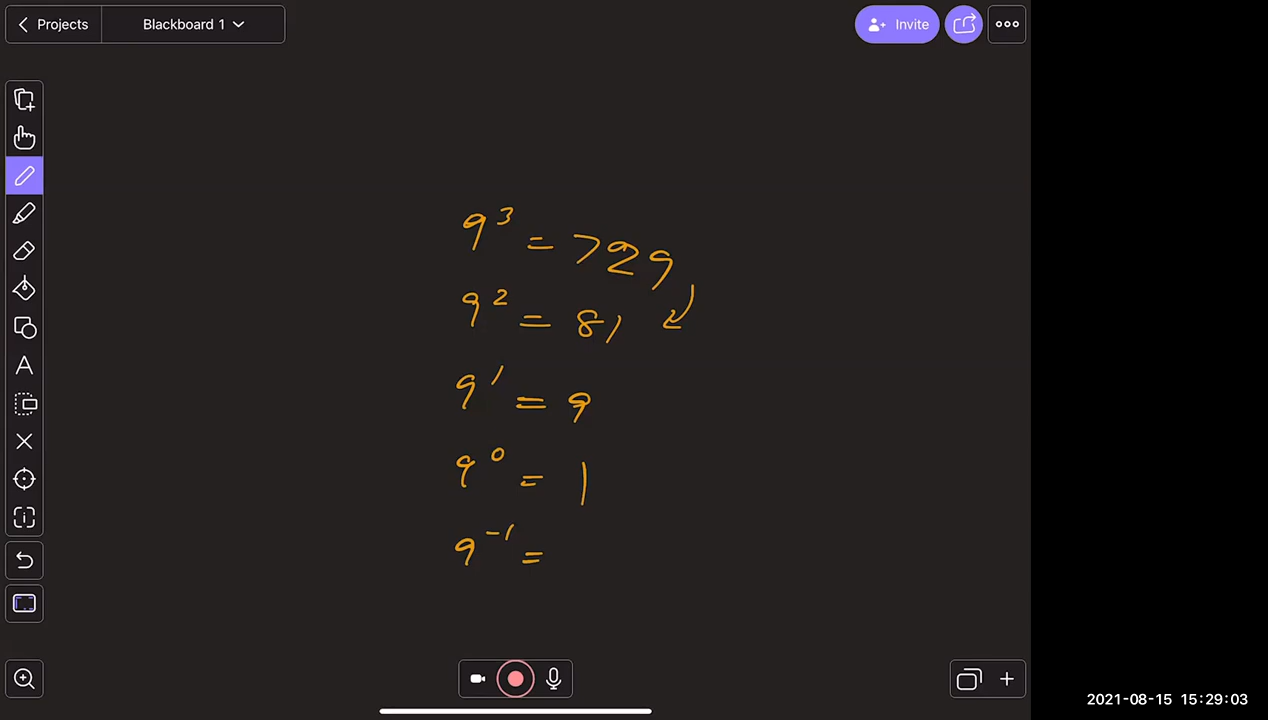 Projects
Blackboard 1
Invite
9³ = 729
9² = 81
9¹ = 9
9⁰ = 1
9⁻¹ =
A
2021-08-15 15:29:03